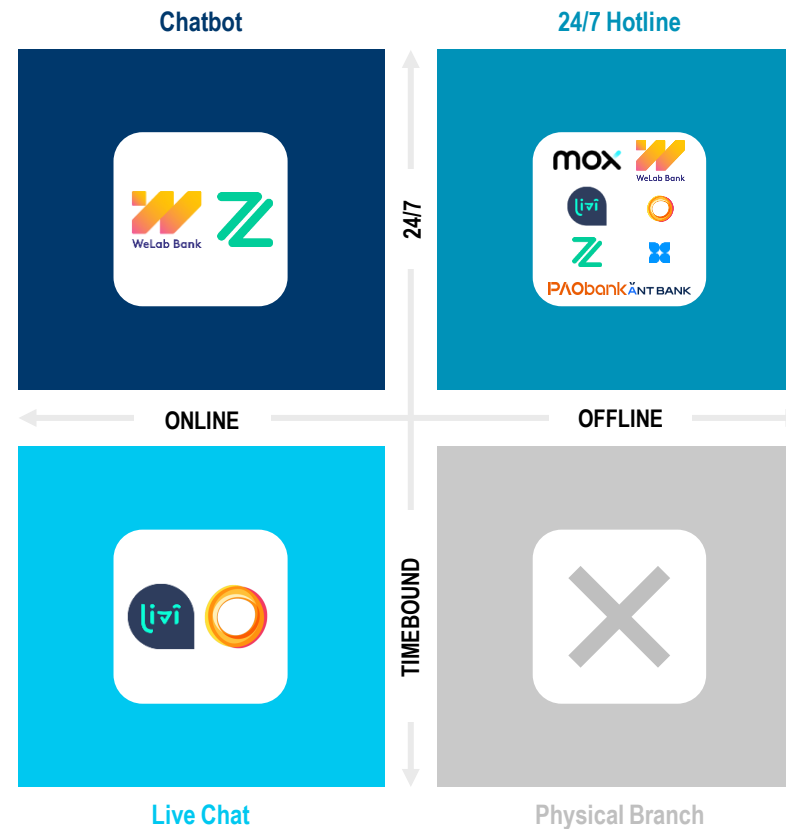 Chatbot
24/7 Hotline
WeLab Bank
mox
WeLab Bank
livi
PAObank
ANT BANK
24/7
ONLINE
OFFLINE
livi
TIMEBOUND
Live Chat
Physical Branch